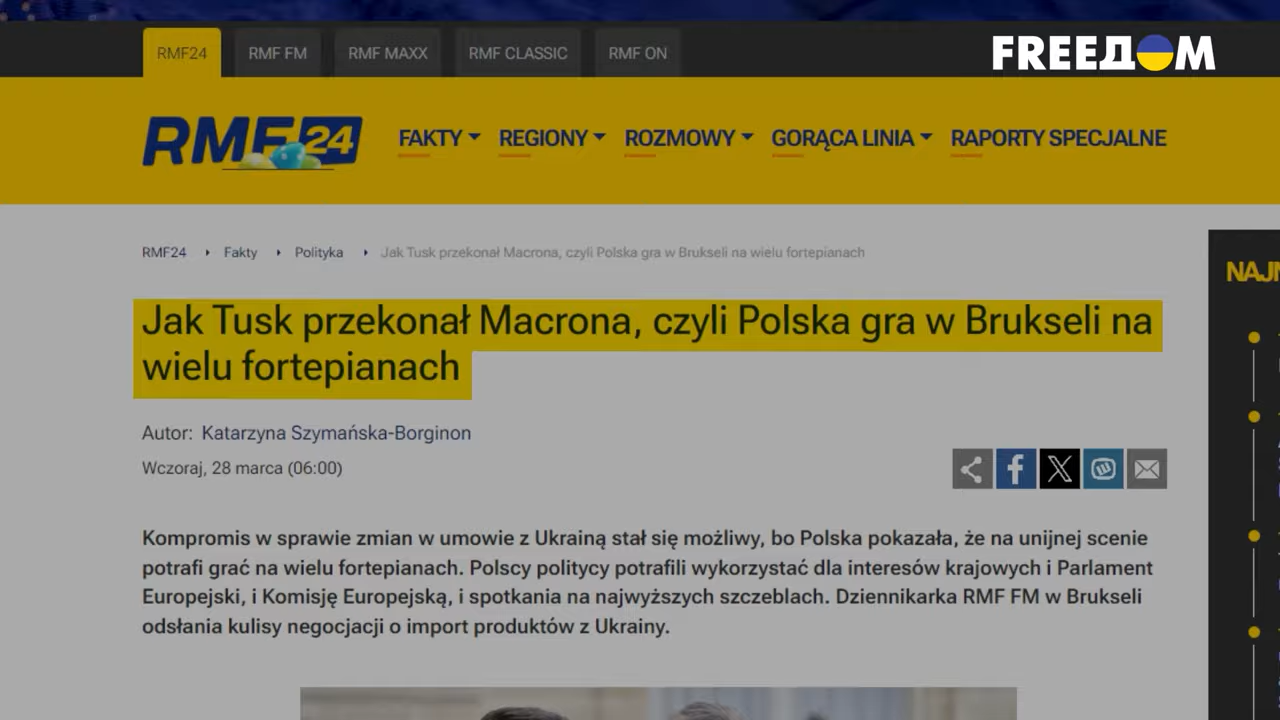 RMF24 RMF FM RMF MAXX RMF CLASSIC RMF ON
FREEДOM
RMF24 FAKTY REGIONY ROZMOWY GORĄCA LINIA RAPORTY SPECJALNE
RMF24 Fakty Polityka Jak Tusk przekonał Macrona, czyli Polska gra w Brukseli na wielu fortepianach
Jak Tusk przekonał Macrona, czyli Polska gra w Brukseli na
wielu fortepianach
Autor: Katarzyna Szymańska-Borginon
Wczoraj, 28 marca (06:00)
Kompromis w sprawie zmian w umowie z Ukrainą stał się możliwy, bo Polska pokazała, że na unijnej scenie
potrafi grać na wielu fortepianach. Polscy politycy potrafili wykorzystać dla interesów krajowych i Parlament
Europejski, i Komisję Europejską, i spotkania na najwyższych szczeblach. Dziennikarka RMF FM w Brukseli
odsłania kulisy negocjacji o import produktów z Ukrainy.